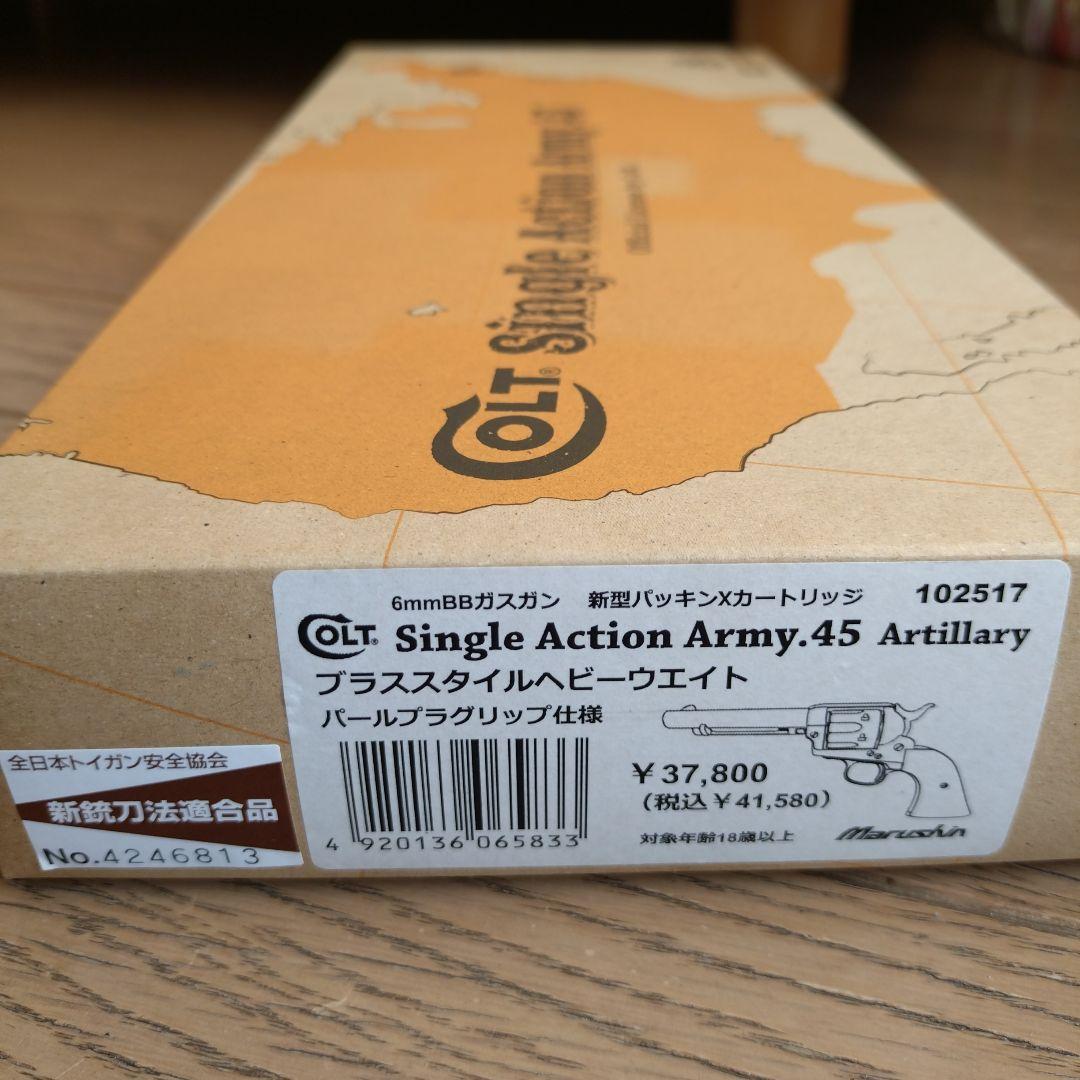 COLT® Single Action Army.45
6mmBBガスガン 新型パッキンXカートリッジ 102517
COLT® Single Action Army.45 Artillary
ブラススタイルヘビーウエイト
パールプラグリップ仕様
¥37,800
(税込¥41,580)
対象年齢18歳以上 Marushin
4 920136 065833
全日本トイガン安全協会
新銃刀法適合品
No.4246813